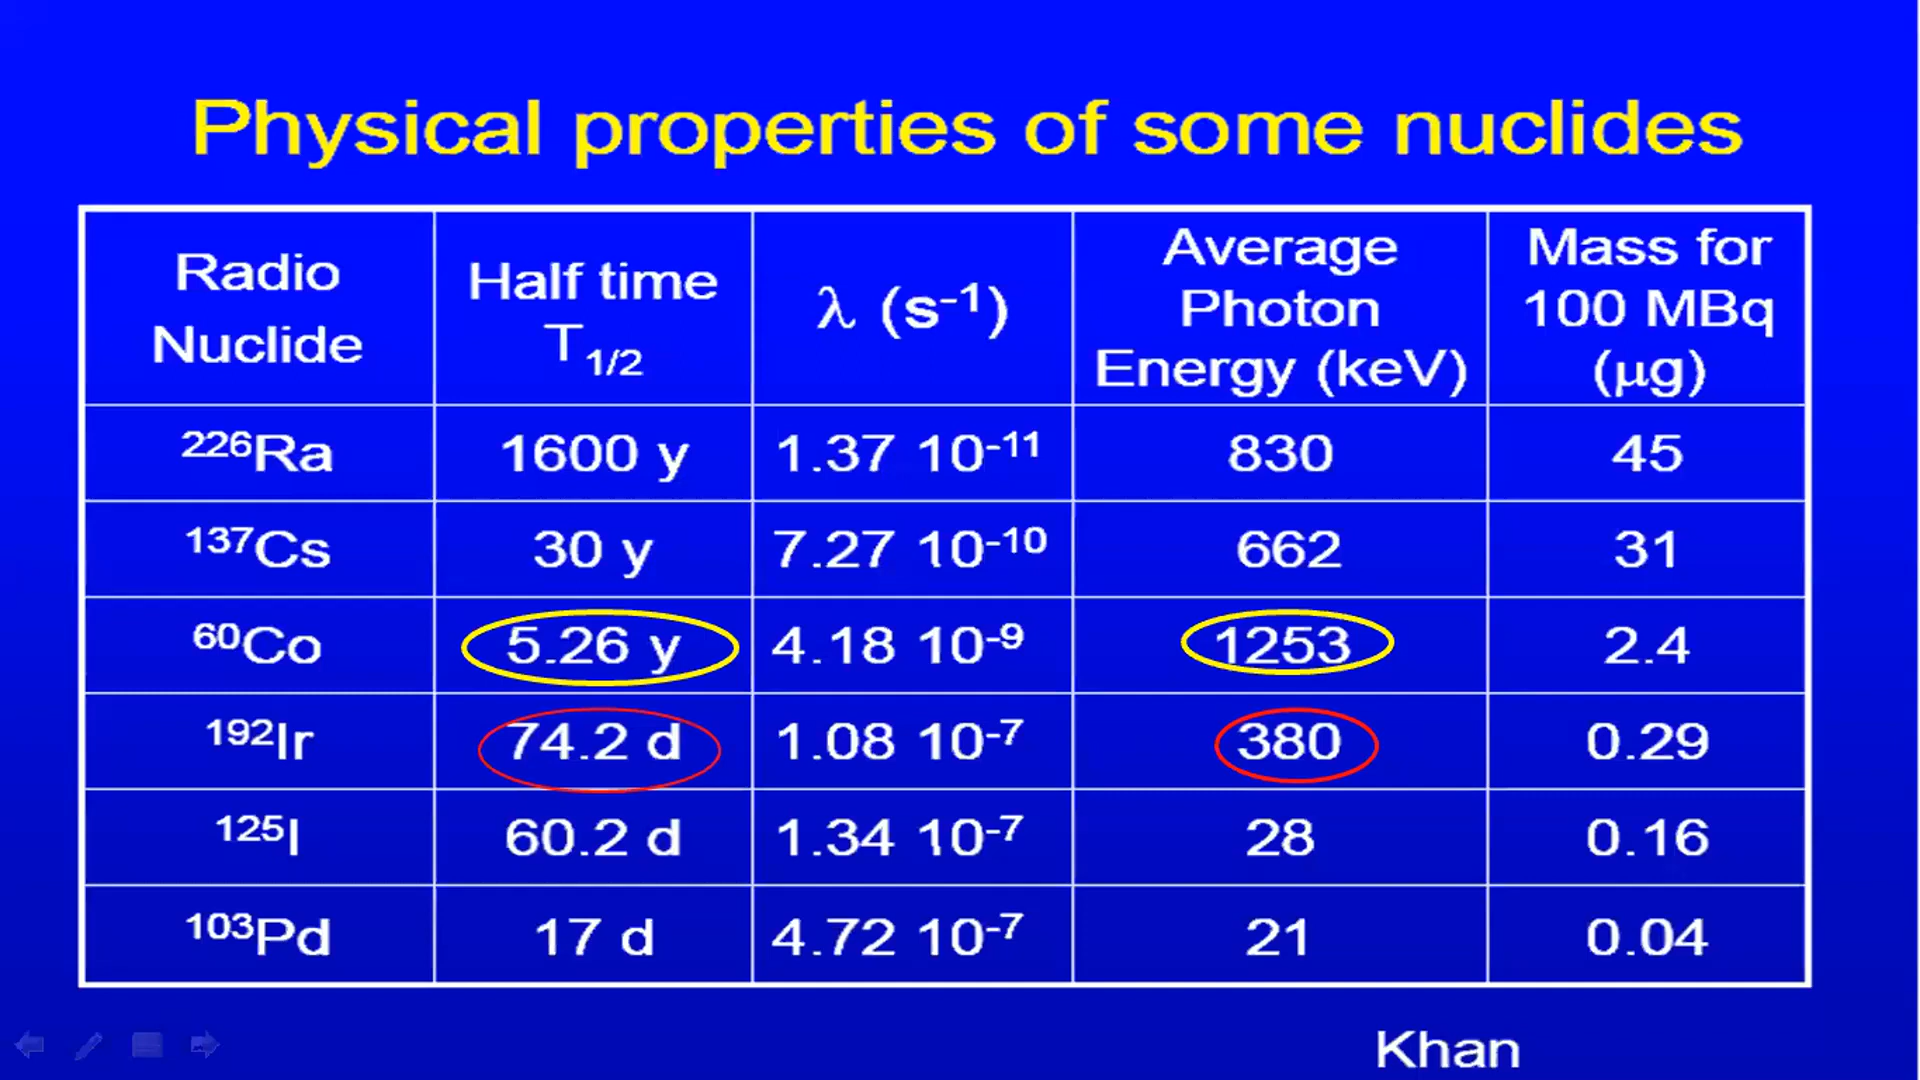 Physical properties of some nuclides
Radio Nuclide | Half time T1/2 | λ (s-1) | Average Photon Energy (keV) | Mass for 100 MBq (μg)
226Ra | 1600 y | 1.37 10-11 | 830 | 45
137Cs | 30 y | 7.27 10-10 | 662 | 31
60Co | 5.26 y | 4.18 10-9 | 1253 | 2.4
192Ir | 74.2 d | 1.08 10-7 | 380 | 0.29
125I | 60.2 d | 1.34 10-7 | 28 | 0.16
103Pd | 17 d | 4.72 10-7 | 21 | 0.04
Khan